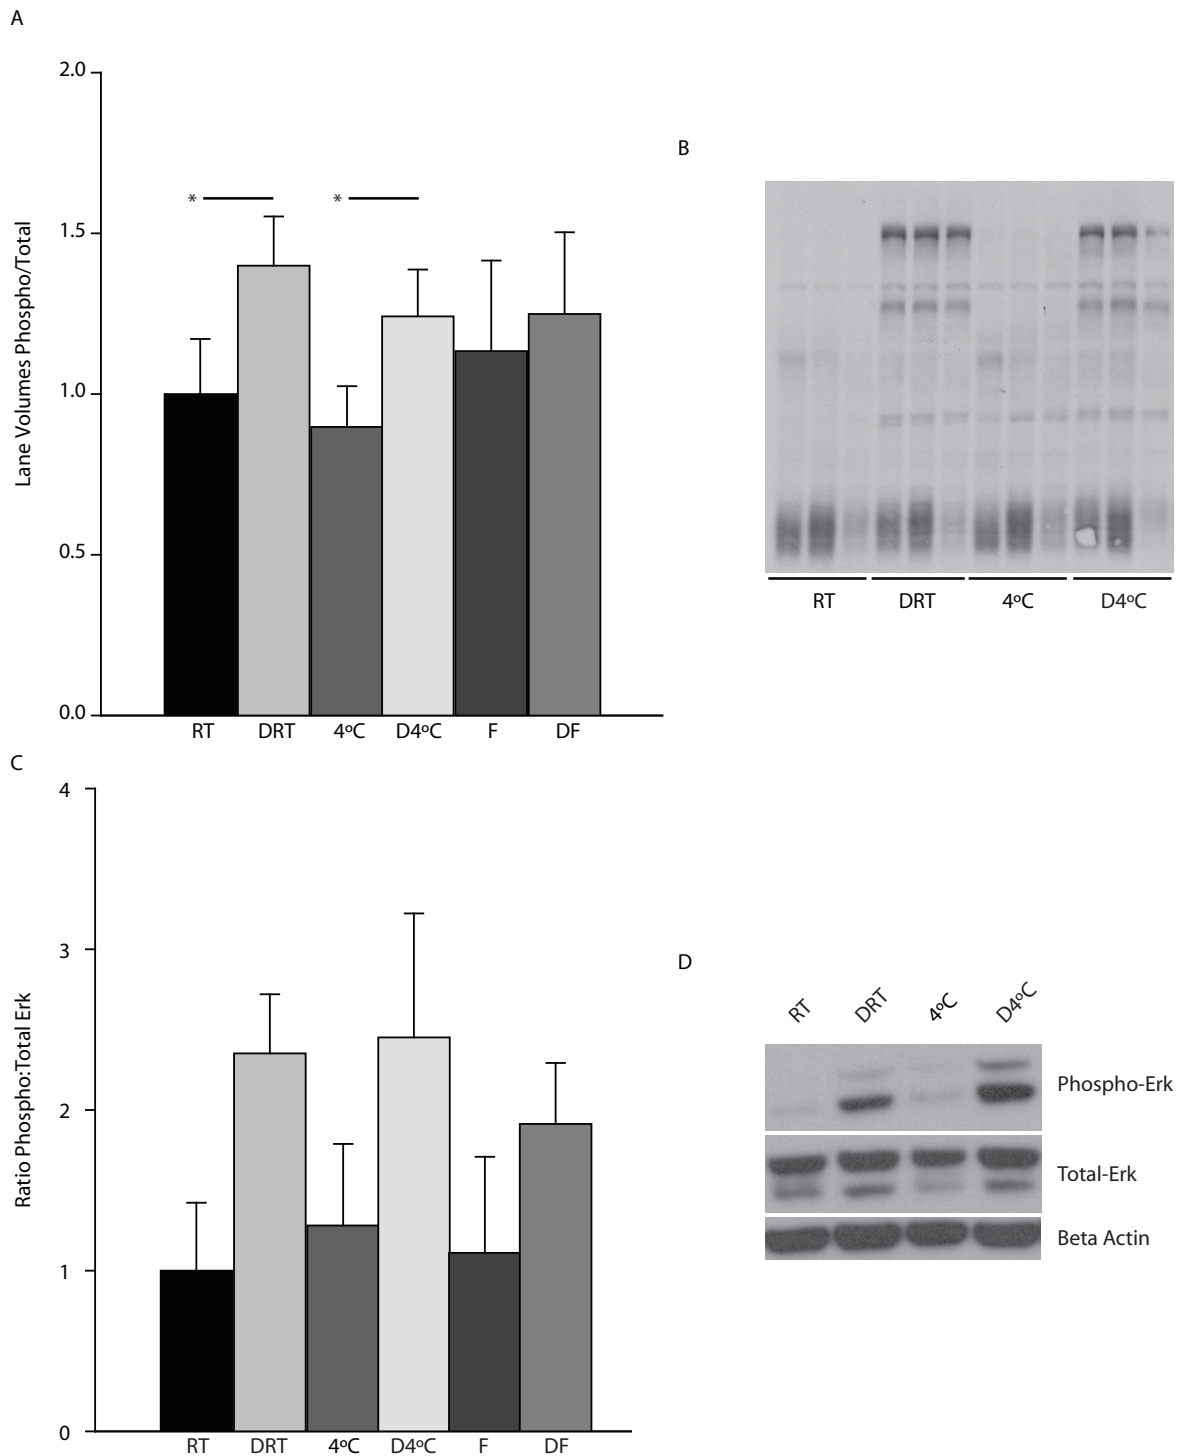 A
2.0
1.5
1.0
0.5
0.0
Lane Volumes Phospho/Total
* *
RT DRT 4ºC D4ºC F DF
B
RT DRT 4ºC D4ºC
C
4
3
2
1
0
Ratio Phospho:Total Erk
RT DRT 4ºC D4ºC F DF
D
RT DRT 4ºC D4ºC
Phospho-Erk
Total-Erk
Beta Actin